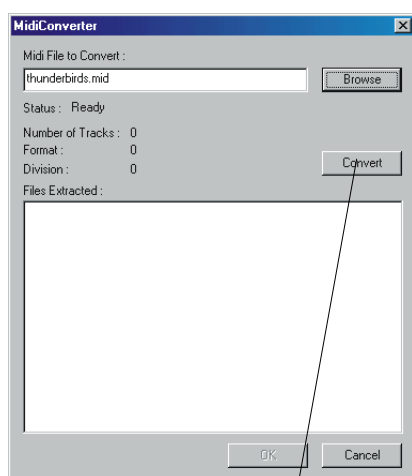 MidiConverter
Midi File to Convert :
thunderbirds.mid
Browse
Status : Ready
Number of Tracks : 0
Format : 0
Division : 0
Convert
Files Extracted :
OK
Cancel